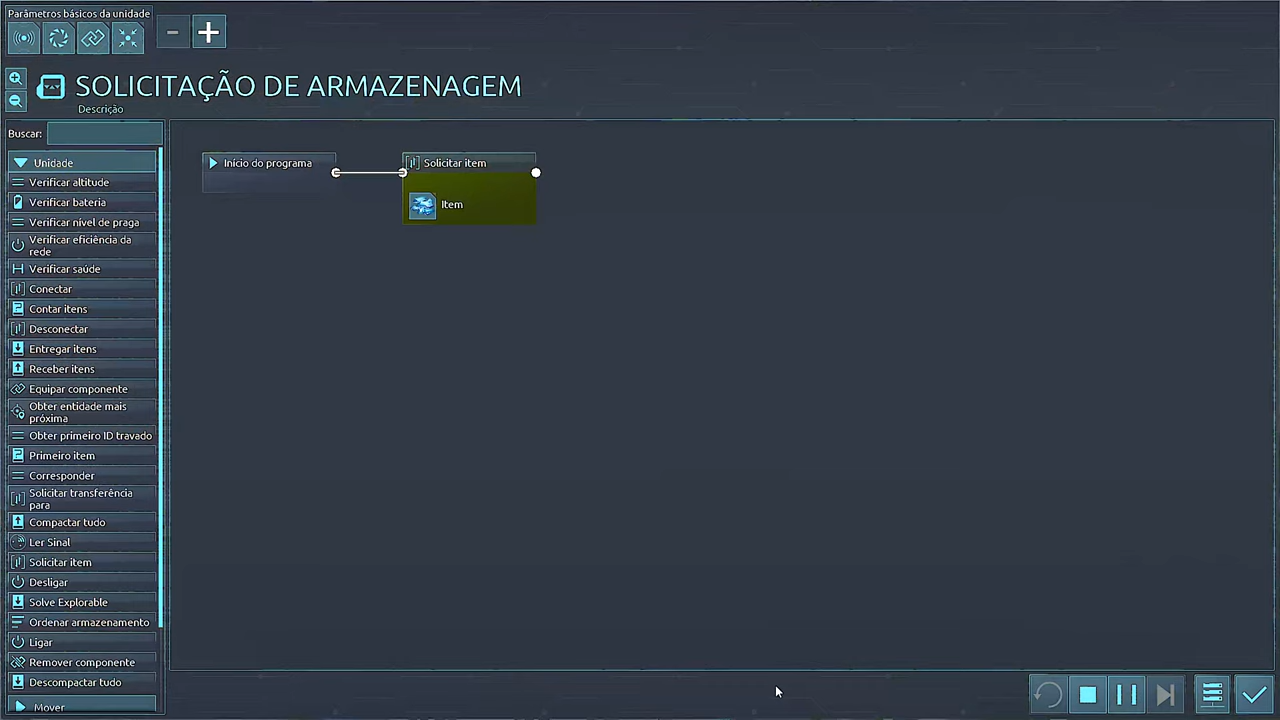 Parâmetros básicos da unidade
SOLICITAÇÃO DE ARMAZENAGEM
Descrição
Buscar:
Unidade
Verificar altitude
Verificar bateria
Verificar nível de praga
Verificar eficiência da
rede
Verificar saúde
Conectar
Contar itens
Desconectar
Entregar itens
Receber itens
Equipar componente
Obter entidade mais
próxima
Obter primeiro ID travado
Primeiro item
Corresponder
Solicitar transferência
para
Compactar tudo
Ler Sinal
Solicitar item
Desligar
Solve Explorable
Ordenar armazenamento
Ligar
Remover componente
Descompactar tudo
Mover
Início do programa
Solicitar item
Item